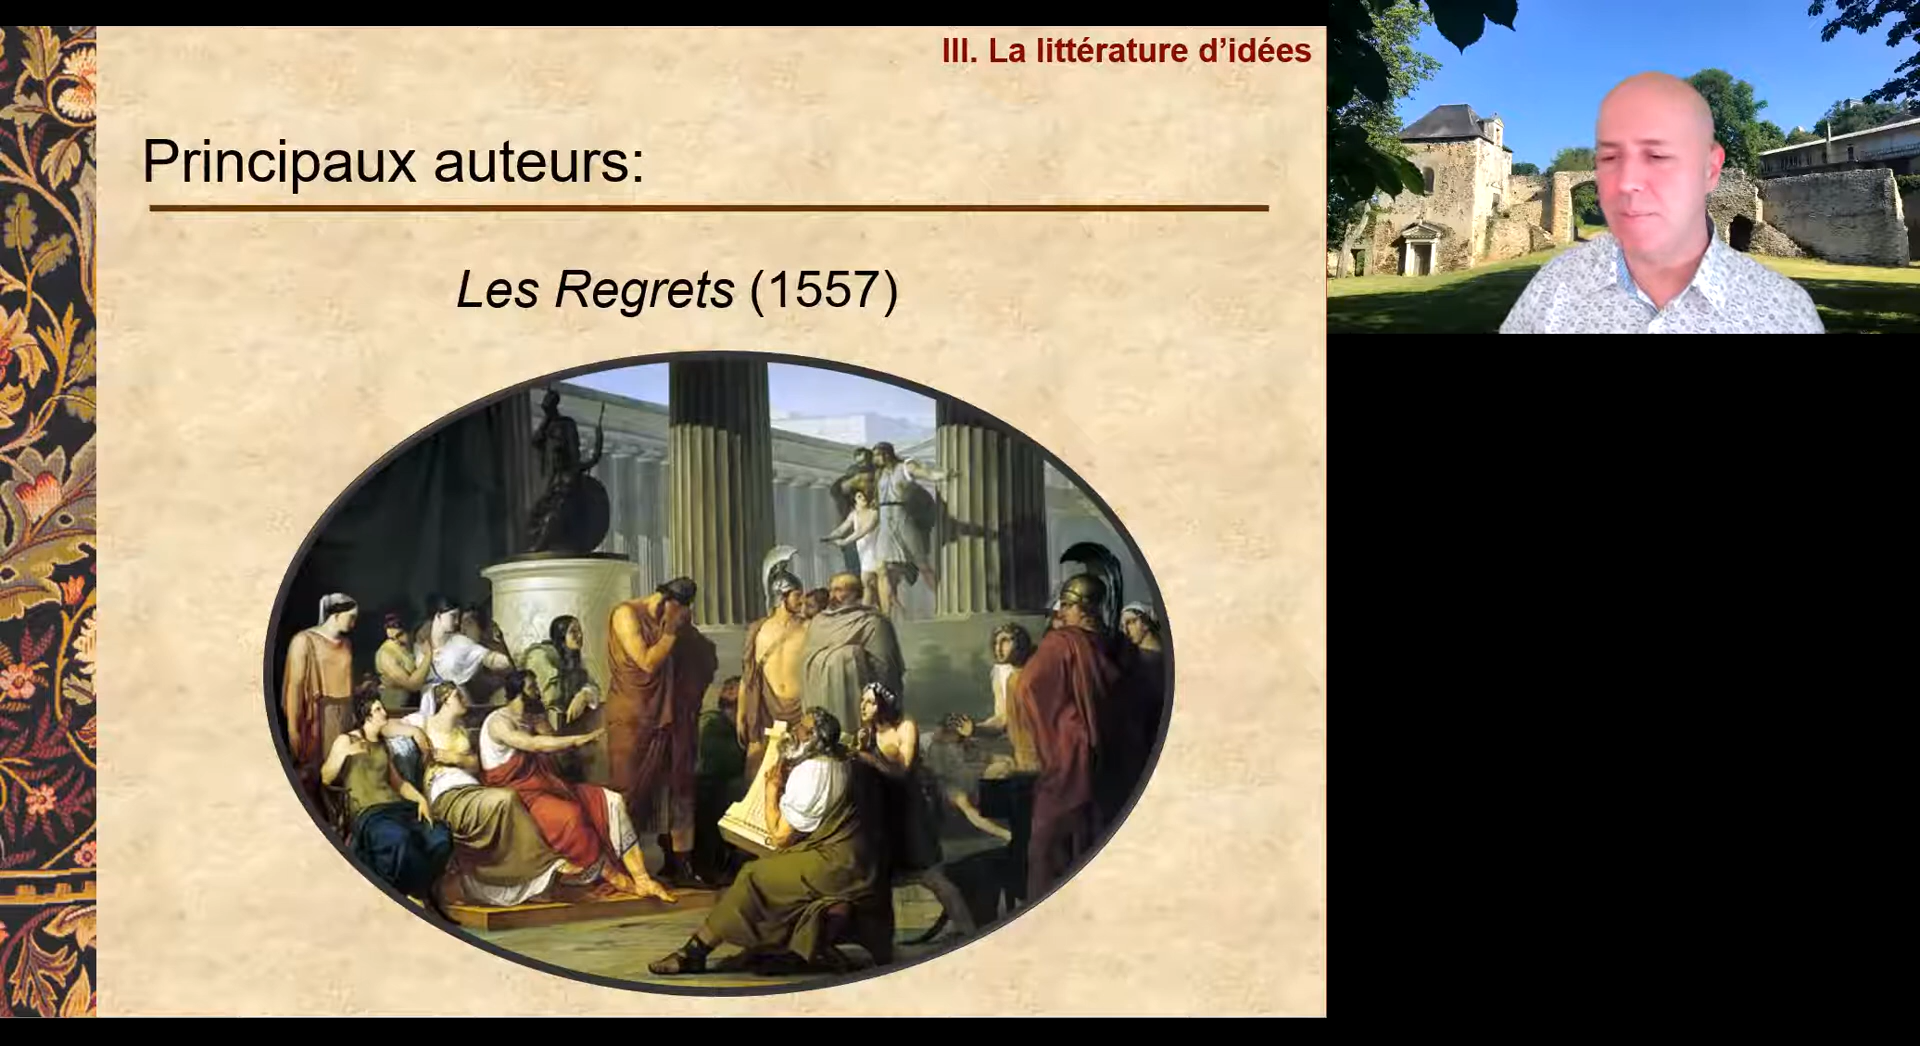 III. La littérature d’idées
Principaux auteurs:
Les Regrets (1557)